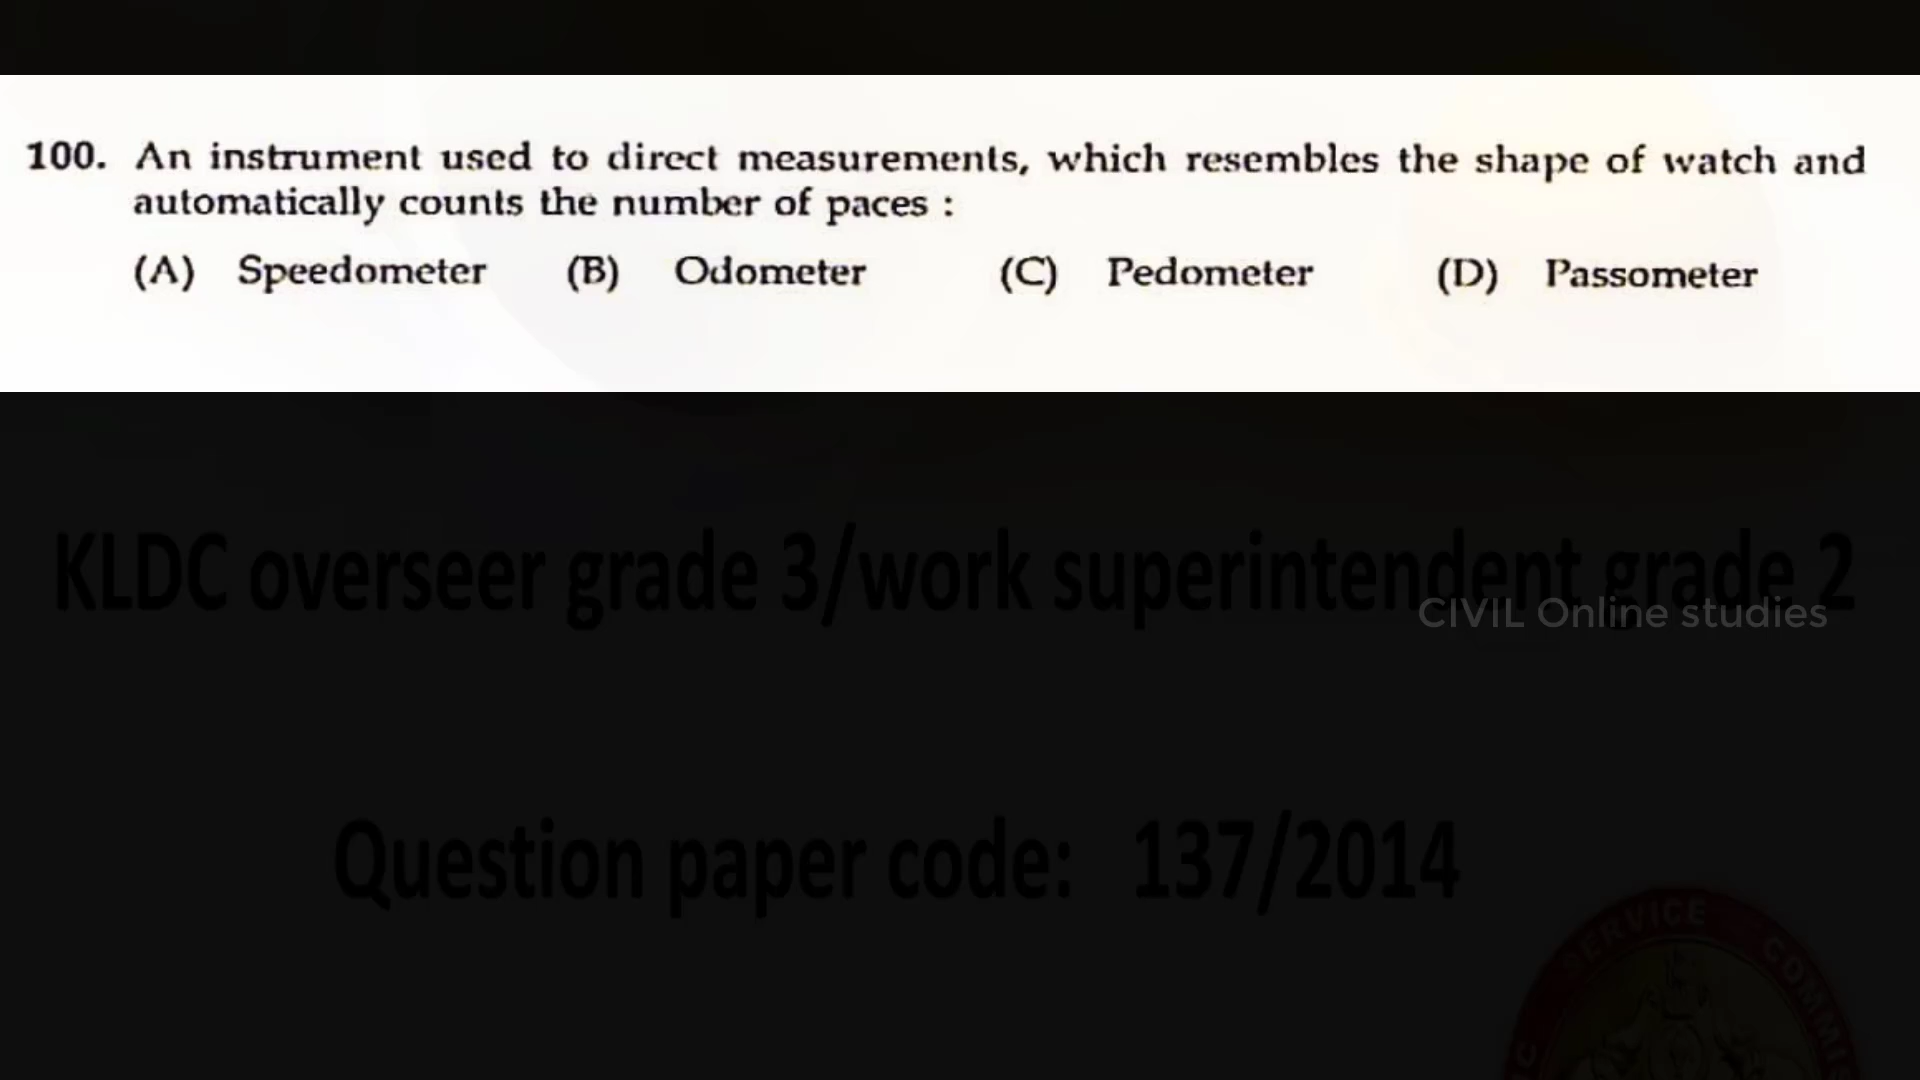 100. An instrument used to direct measurements, which resembles the shape of watch and
automatically counts the number of paces :
(A) Speedometer (B) Odometer (C) Pedometer (D) Passometer
KLDC overseer grade 3/work superintendent grade 2
CIVIL Online studies
Question paper code: 137/2014
SERVICE COMMIS